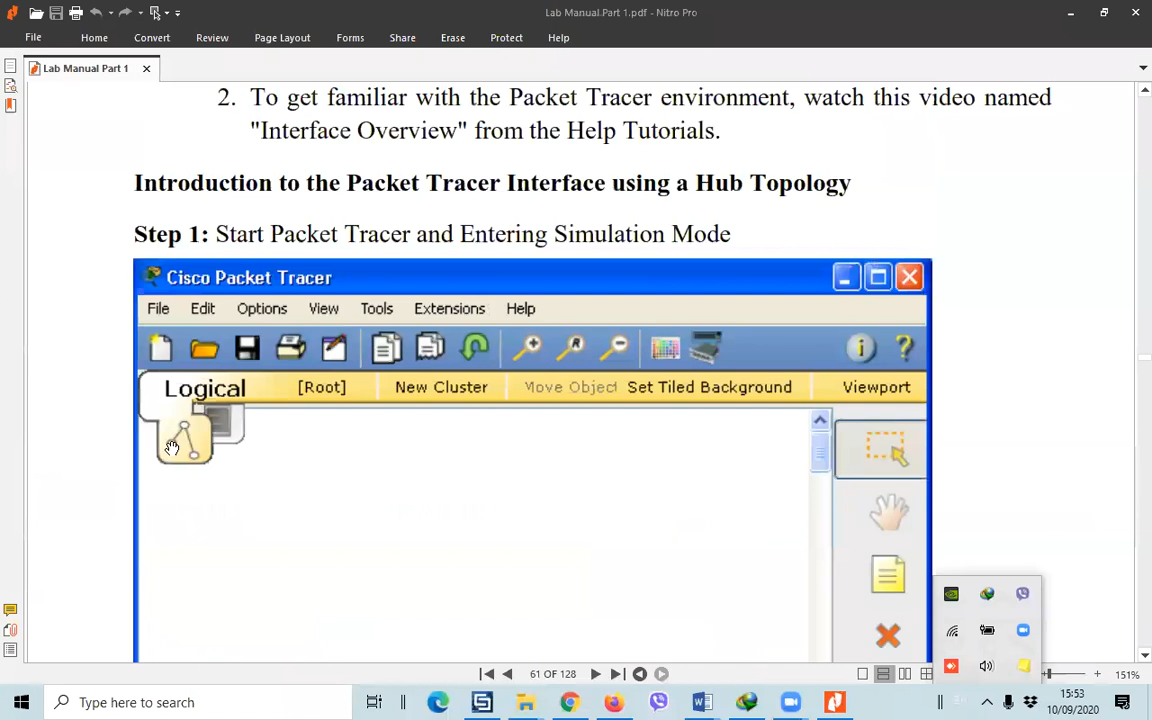 Lab Manual.Part 1.pdf - Nitro Pro
File Home Convert Review Page Layout Forms Share Erase Protect Help
Lab Manual Part 1
2. To get familiar with the Packet Tracer environment, watch this video named
"Interface Overview" from the Help Tutorials.
Introduction to the Packet Tracer Interface using a Hub Topology
Step 1: Start Packet Tracer and Entering Simulation Mode
Cisco Packet Tracer
File Edit Options View Tools Extensions Help
Logical [Root] New Cluster Move Object Set Tiled Background Viewport
61 OF 128
151%
Type here to search
15:53
10/09/2020